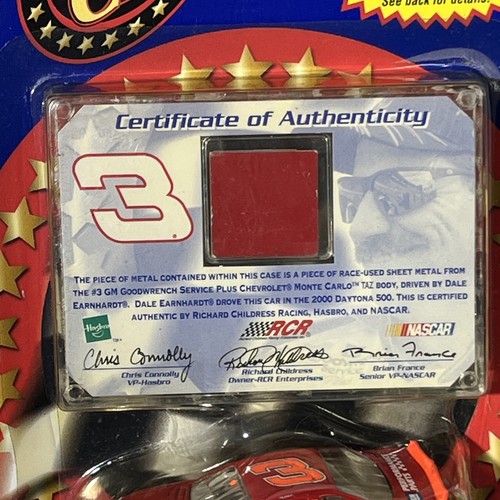 See back for details.
Certificate of Authenticity
3
THE PIECE OF METAL CONTAINED WITHIN THIS CASE IS A PIECE OF RACE-USED SHEET METAL FROM
THE #3 GM GOODWRENCH SERVICE PLUS CHEVROLET® MONTE CARLO™ TAZ BODY, DRIVEN BY DALE
EARNHARDT®. DALE EARNHARDT® DROVE THIS CAR IN THE 2000 DAYTONA 500. THIS IS CERTIFIED
AUTHENTIC BY RICHARD CHILDRESS RACING, HASBRO, AND NASCAR.
Hasbro
RCR
NASCAR
Chris Connolly
Richard Childress
Brian France
Chris Connolly
VP-Hasbro
Richard Childress
Owner-RCR Enterprises
Brian France
Senior VP-NASCAR
3